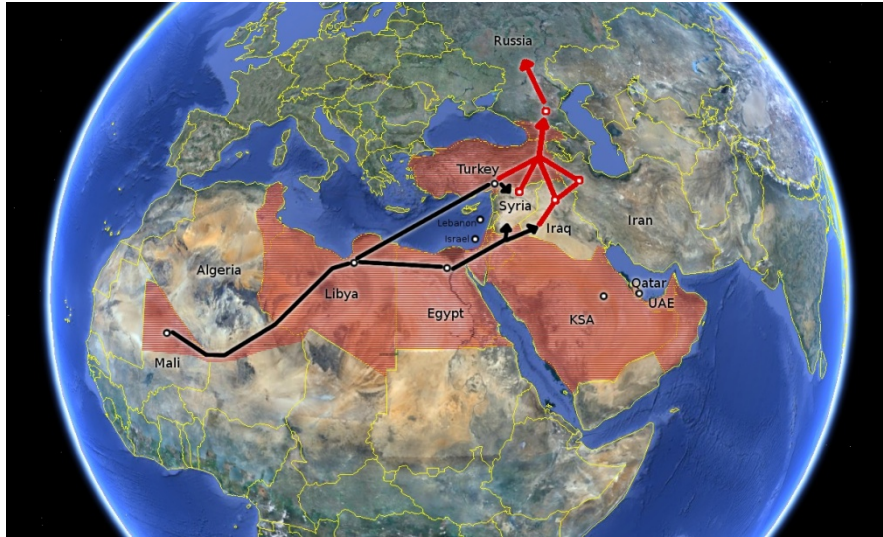 Russia
Turkey
Syria
Lebanon
Israel
Iraq
Iran
Algeria
Libya
Egypt
Qatar
UAE
KSA
Mali